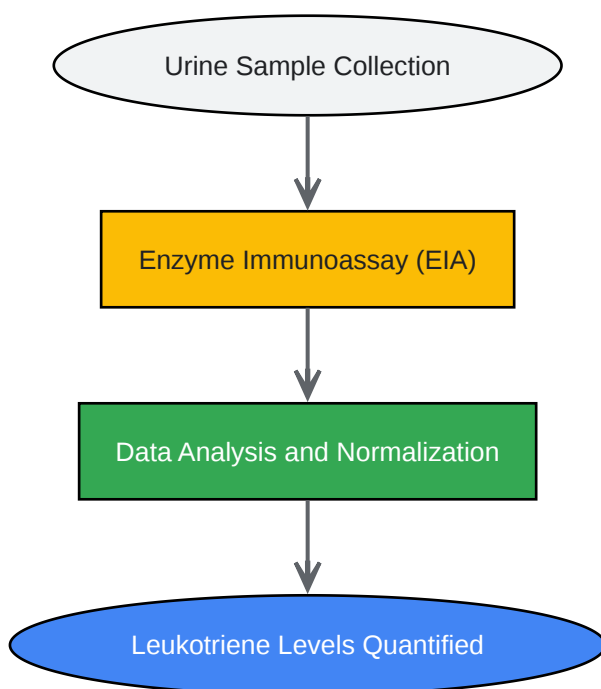 Urine Sample Collection
Enzyme Immunoassay (EIA)
Data Analysis and Normalization
Leukotriene Levels Quantified